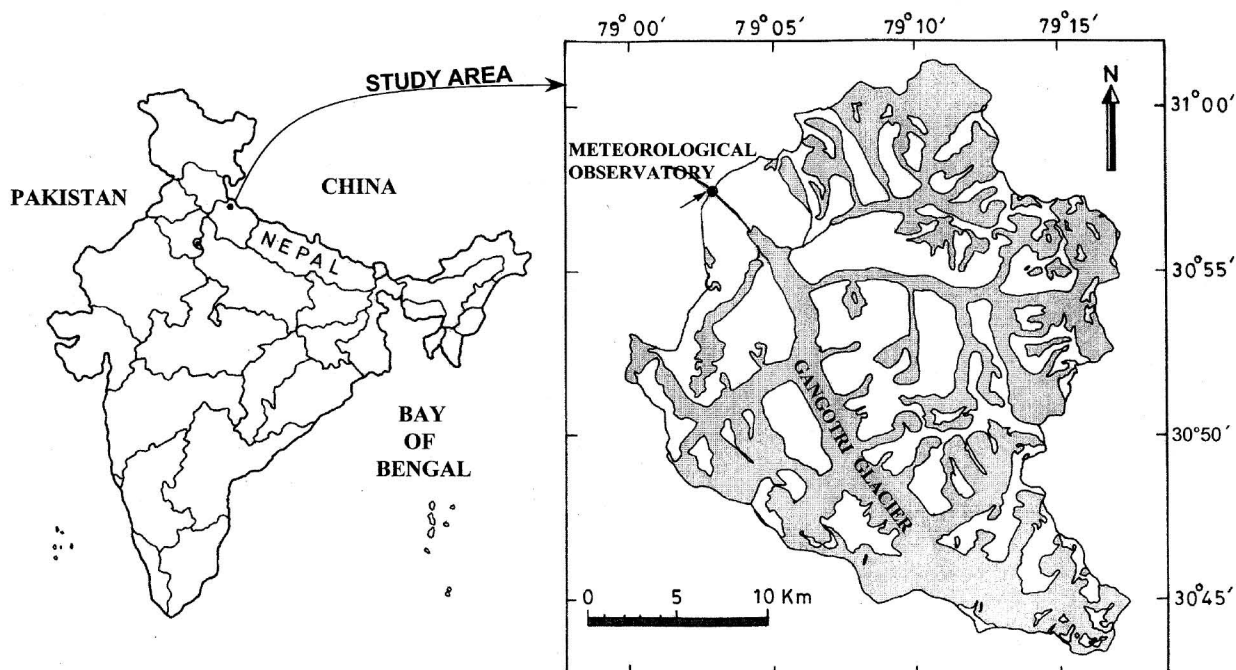 STUDY AREA
PAKISTAN
CHINA
NEPAL
BAY
OF
BENGAL
79°00′ 79°05′ 79°10′ 79°15′
N
31°00′
METEOROLOGICAL
OBSERVATORY
30°55′
GANGOTRI GLACIER
30°50′
0 5 10 Km
30°45′